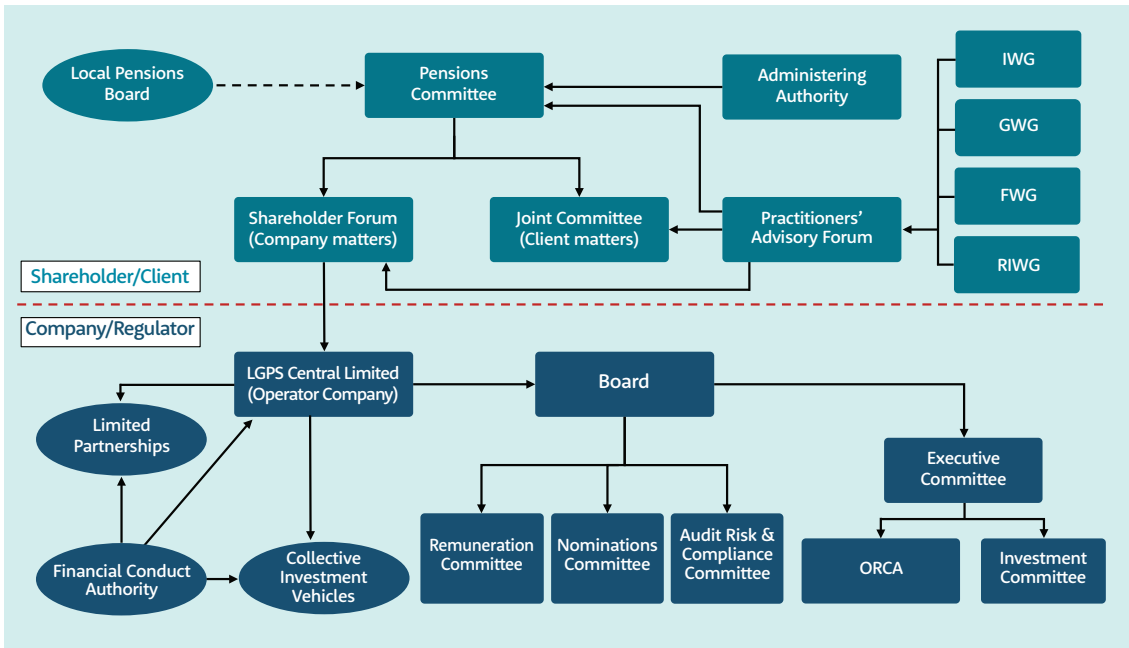 Local Pensions
Board
Pensions
Committee
Administering
Authority
IWG
GWG
FWG
RIWG
Shareholder Forum
(Company matters)
Joint Committee
(Client matters)
Practitioners’
Advisory Forum
Shareholder/Client
Company/Regulator
LGPS Central Limited
(Operator Company)
Board
Limited
Partnerships
Executive
Committee
Remuneration
Committee
Nominations
Committee
Audit Risk &
Compliance
Committee
ORCA
Investment
Committee
Financial Conduct
Authority
Collective
Investment
Vehicles